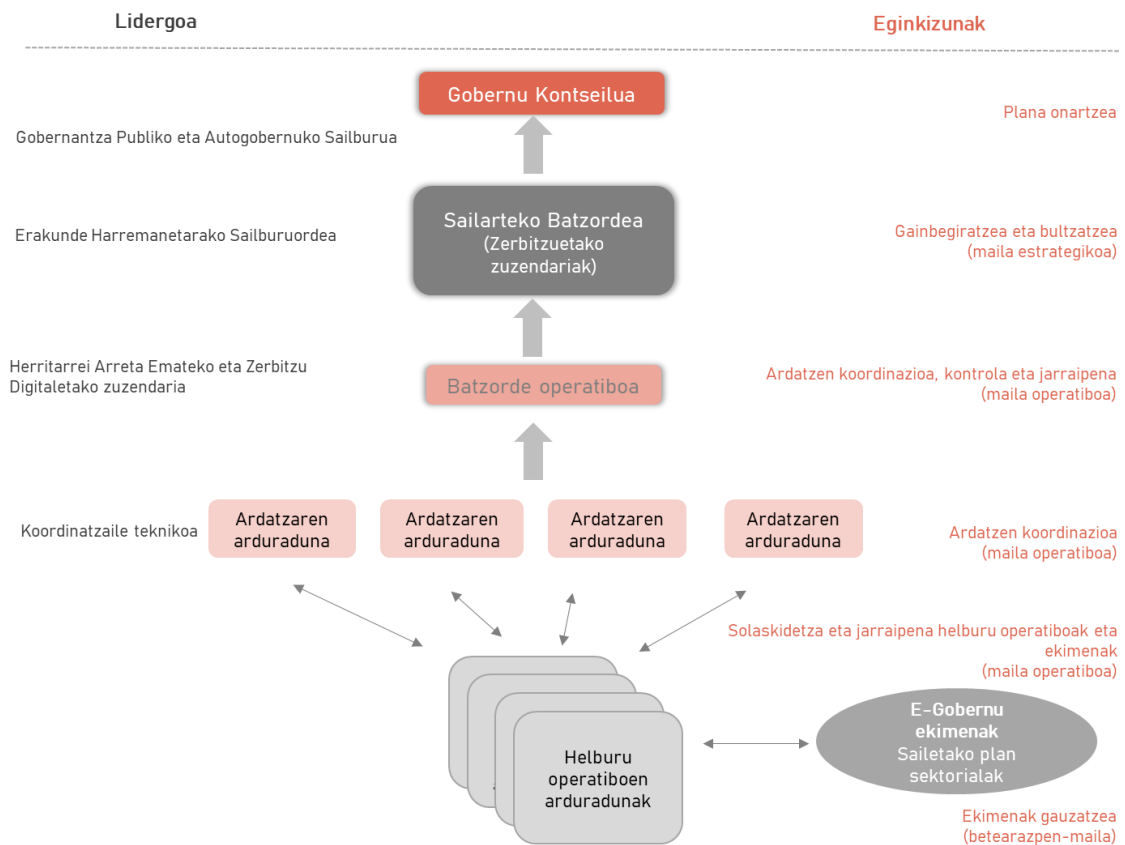 Lidergoa
Eginkizunak
Gobernu Kontseilua
Plana onartzea
Gobernantza Publiko eta Autogobernuko Sailburua
Sailarteko Batzordea
(Zerbitzuetako
zuzendariak)
Erakunde Harremanetarako Sailburuordea
Gainbegiratzea eta bultzatzea
(maila estrategikoa)
Herritarrei Arreta Emateko eta Zerbitzu
Digitaletako zuzendaria
Batzorde operatiboa
Ardatzen koordinazioa, kontrola eta jarraipena
(maila operatiboa)
Koordinatzaile teknikoa
Ardatzaren
arduraduna
Ardatzaren
arduraduna
Ardatzaren
arduraduna
Ardatzaren
arduraduna
Ardatzen koordinazioa
(maila operatiboa)
Solaskidetza eta jarraipena helburu operatiboak eta
ekimenak
(maila operatiboa)
Helburu
operatiboen
arduradunak
E-Gobernu
ekimenak
Sailetako plan
sektorialak
Ekimenak gauzatzea
(betearazpen-maila)